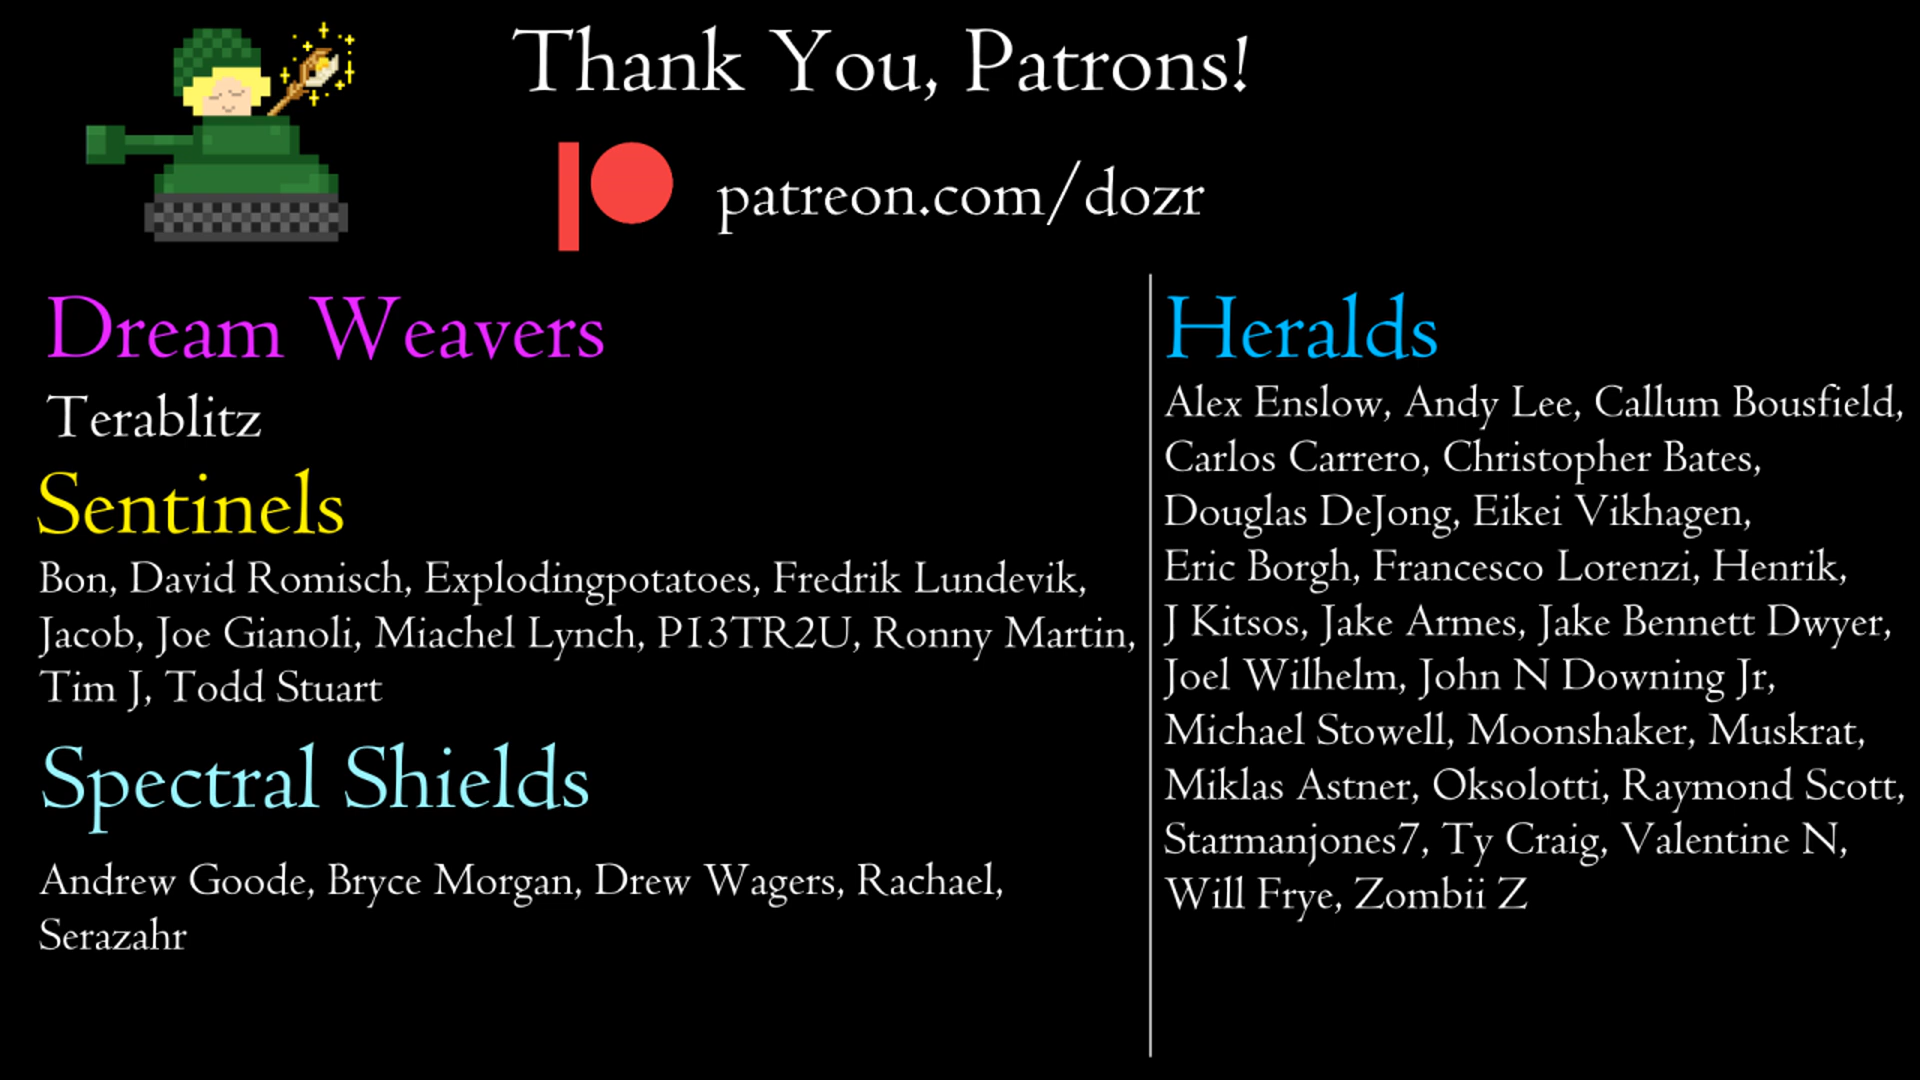 Thank You, Patrons!
patreon.com/dozr
Dream Weavers
Terablitz
Sentinels
Bon, David Romisch, Explodingpotatoes, Fredrik Lundevik,
Jacob, Joe Gianoli, Miachel Lynch, P13TR2U, Ronny Martin,
Tim J, Todd Stuart
Spectral Shields
Andrew Goode, Bryce Morgan, Drew Wagers, Rachael,
Serazahr
Heralds
Alex Enslow, Andy Lee, Callum Bousfield,
Carlos Carrero, Christopher Bates,
Douglas DeJong, Eikei Vikhagen,
Eric Borgh, Francesco Lorenzi, Henrik,
J Kitsos, Jake Armes, Jake Bennett Dwyer,
Joel Wilhelm, John N Downing Jr,
Michael Stowell, Moonshaker, Muskrat,
Miklas Astner, Oksolotti, Raymond Scott,
Starmanjones7, Ty Craig, Valentine N,
Will Frye, Zombii Z